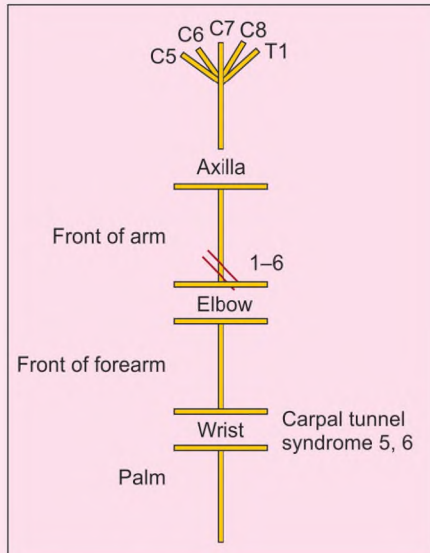 C5 C6 C7 C8 T1
Axilla
Front of arm
1–6
Elbow
Front of forearm
Wrist
Carpal tunnel
syndrome 5, 6
Palm